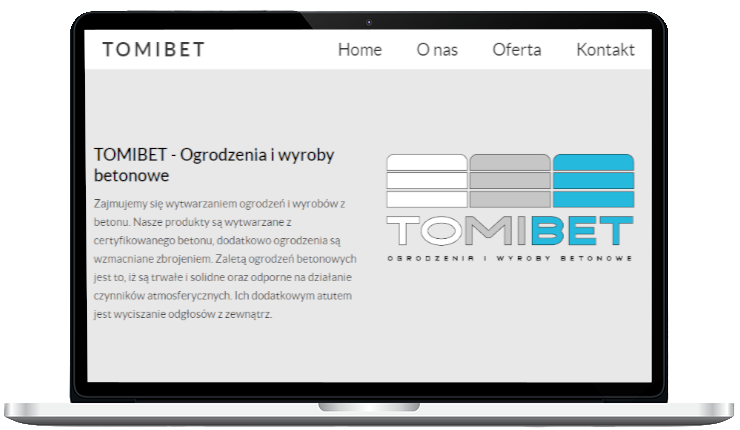 TOMIBET Home O nas Oferta Kontakt
TOMIBET - Ogrodzenia i wyroby
betonowe
Zajmujemy się wytwarzaniem ogrodzeń i wyrobów z
betonu. Nasze produkty są wytwarzane z
certyfikowanego betonu, dodatkowo ogrodzenia są
wzmacniane zbrojeniem. Zaletą ogrodzeń betonowych
jest to, iż są trwałe i solidne oraz odporne na działanie
czynników atmosferycznych. Ich dodatkowym atutem
jest wyciszanie odgłosów z zewnątrz.
TOMIBET
OGRODZENIA I WYROBY BETONOWE